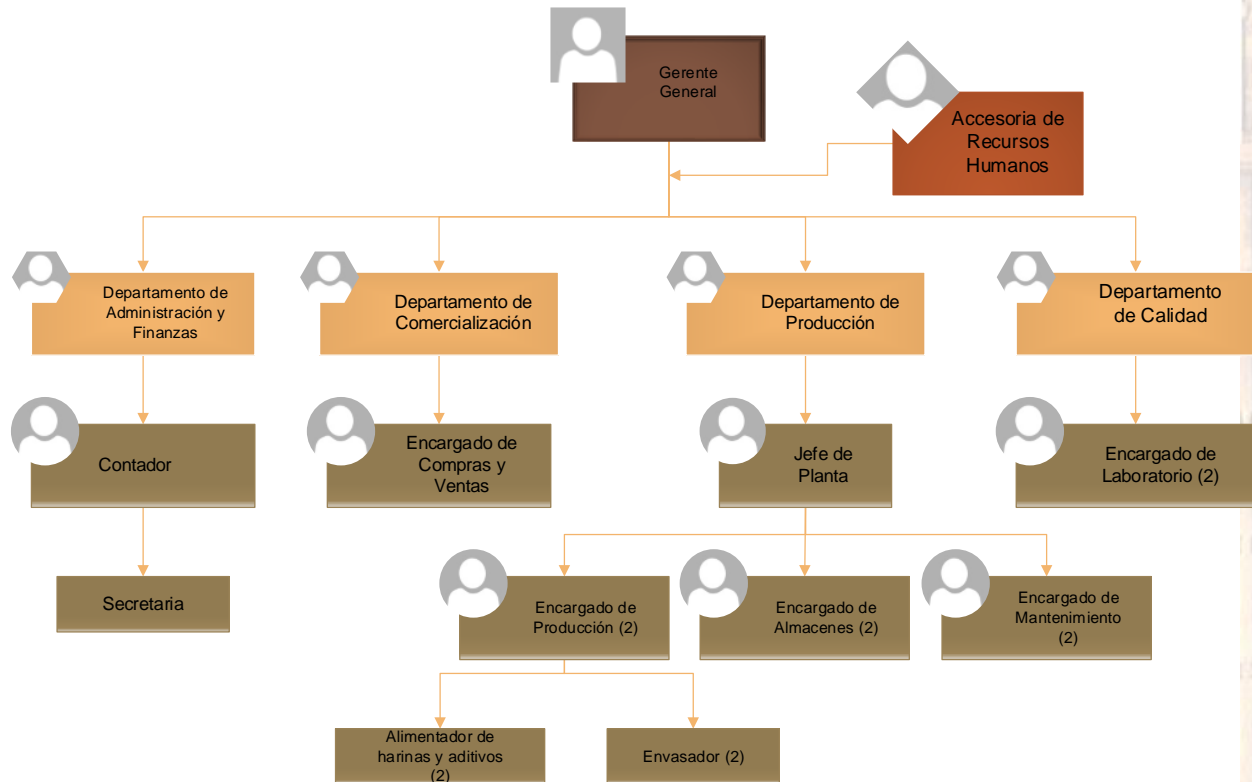 Gerente
General
Accesoria de
Recursos
Humanos
Departamento de
Administración y
Finanzas
Departamento de
Comercialización
Departamento de
Producción
Departamento
de Calidad
Contador
Encargado de
Compras y
Ventas
Jefe de
Planta
Encargado de
Laboratorio (2)
Secretaria
Encargado de
Producción (2)
Encargado de
Almacenes (2)
Encargado de
Mantenimiento
(2)
Alimentador de
harinas y aditivos
(2)
Envasador (2)